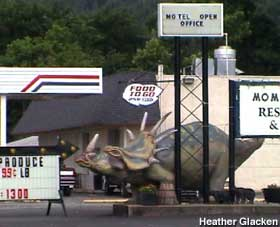 MOTEL OPEN
OFFICE
FOOD
TO GO
MOM
RES
&
PRODUCE
99¢ LB
1300
Heather Glacken